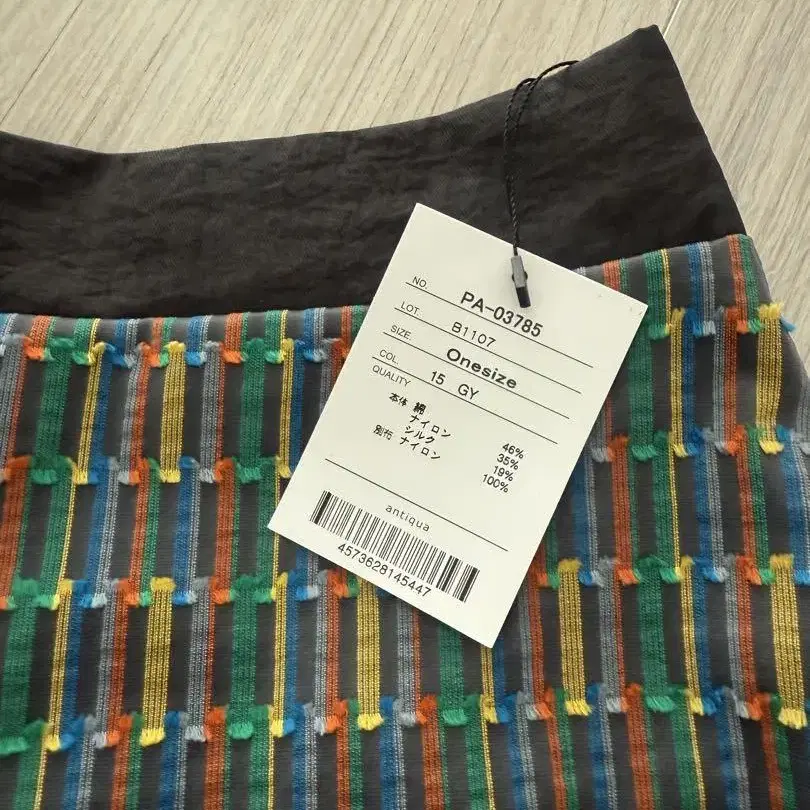 NO. PA-03785
LOT. B1107
SIZE. Onesize
COL. 15 GY
QUALITY
本体 綿 46%
ナイロン 35%
シルク 19%
別布 ナイロン 100%
antiqua
4573628145447